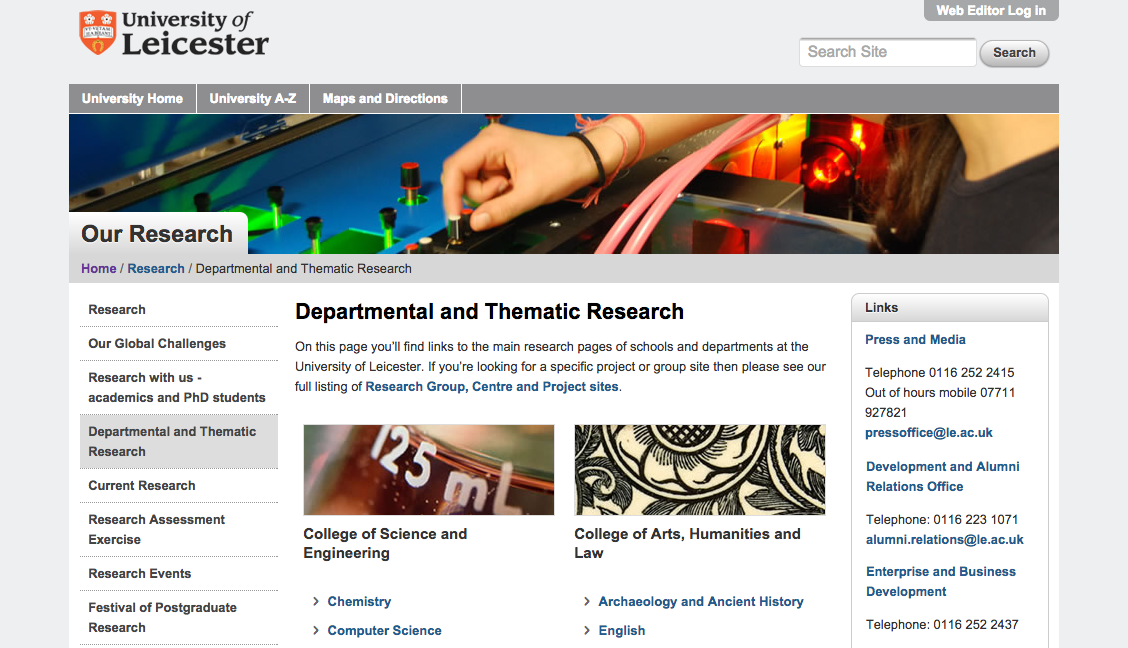 Web Editor Log in
University of
Leicester
Search Site
Search
University Home
University A-Z
Maps and Directions
Our Research
Home / Research / Departmental and Thematic Research
Research
Our Global Challenges
Research with us -
academics and PhD students
Departmental and Thematic
Research
Current Research
Research Assessment
Exercise
Research Events
Festival of Postgraduate
Research
Departmental and Thematic Research
On this page you'll find links to the main research pages of schools and departments at the
University of Leicester. If you're looking for a specific project or group site then please see our
full listing of Research Group, Centre and Project sites.
125 mL
College of Science and
Engineering
> Chemistry
> Computer Science
College of Arts, Humanities and
Law
> Archaeology and Ancient History
> English
Links
Press and Media
Telephone 0116 252 2415
Out of hours mobile 07711
927821
pressoffice@le.ac.uk
Development and Alumni
Relations Office
Telephone: 0116 223 1071
alumni.relations@le.ac.uk
Enterprise and Business
Development
Telephone: 0116 252 2437